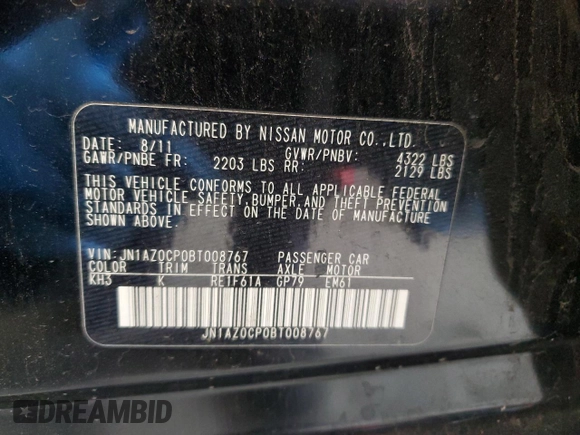 MANUFACTURED BY NISSAN MOTOR CO.,LTD.
DATE: 8/11 GVWR/PNBV: 4322 LBS
GAWR/PNBE FR: 2203 LBS RR: 2129 LBS
THIS VEHICLE CONFORMS TO ALL APPLICABLE FEDERAL
MOTOR VEHICLE SAFETY,BUMPER,AND THEFT PREVENTION
STANDARDS IN EFFECT ON THE DATE OF MANUFACTURE
SHOWN ABOVE.
VIN:JN1AZ0CP0BT008767 PASSENGER CAR
COLOR TRIM TRANS AXLE MOTOR
KH3 K RE1F61A GP79 EM61
JN1AZ0CP0BT008767
DREAMBID